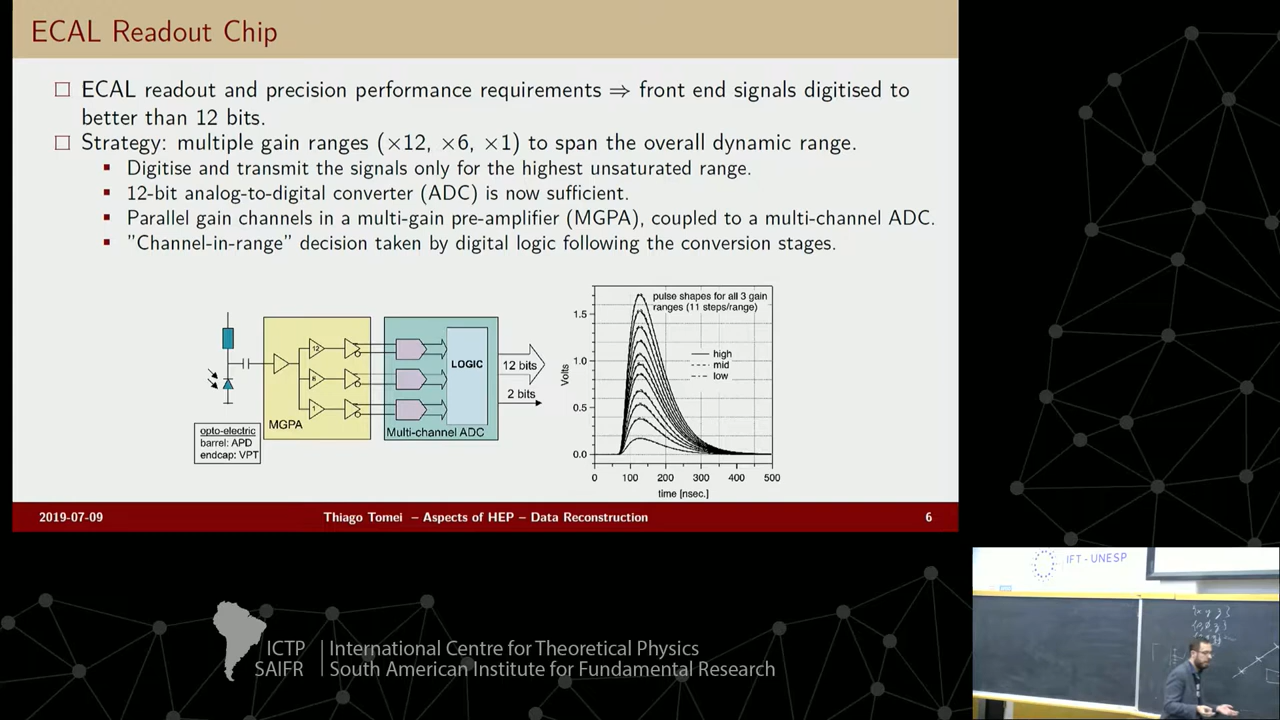 ECAL Readout Chip
ECAL readout and precision performance requirements ⇒ front end signals digitised to
better than 12 bits.
Strategy: multiple gain ranges (×12, ×6, ×1) to span the overall dynamic range.
Digitise and transmit the signals only for the highest unsaturated range.
12-bit analog-to-digital converter (ADC) is now sufficient.
Parallel gain channels in a multi-gain pre-amplifier (MGPA), coupled to a multi-channel ADC.
"Channel-in-range" decision taken by digital logic following the conversion stages.
12
6
1
MGPA
LOGIC
Multi-channel ADC
12 bits
2 bits
opto-electric
barrel: APD
endcap: VPT
pulse shapes for all 3 gain
ranges (11 steps/range)
high
mid
low
Volts
1.5
1.0
0.5
0.0
0 100 200 300 400 500
time [nsec.]
2019-07-09
Thiago Tomei – Aspects of HEP – Data Reconstruction
6
IFT - UNESP
ICTP
SAIFR
International Centre for Theoretical Physics
South American Institute for Fundamental Research